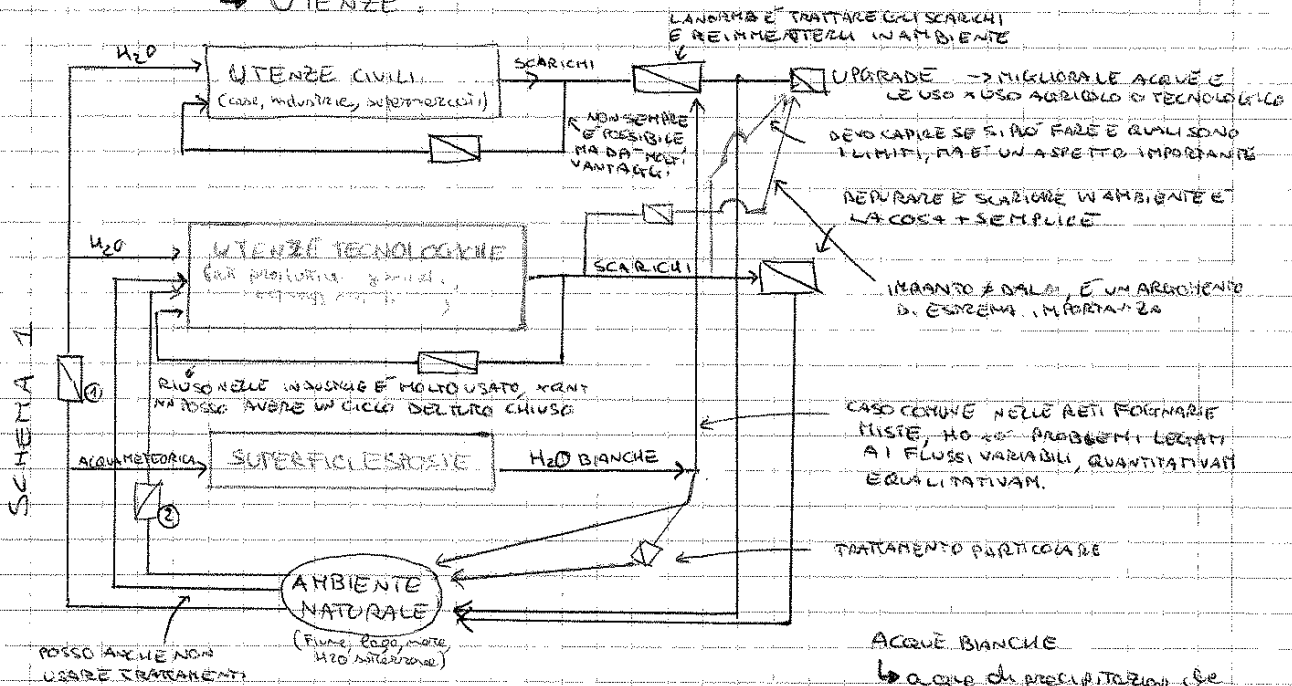 → UTENZE:
LA NORMA È TRATTARE GLI SCARICHI
E REIMMETTERLI IN AMBIENTE
H2O
UTENZE CIVILI
(case, industrie, supermercati)
SCARICHI
UPGRADE → MIGLIORA LE ACQUE E
LE USO X USO AGRICOLO O TECNOLOGICO
NON SEMPRE
È POSSIBILE,
MA DÀ MOLTI
VANTAGGI
DEVO CAPIRE SE SI PUÒ FARE E QUALI SONO
I LIMITI, MA È UN ASPETTO IMPORTANTE
DEPURARE E SCARICARE IN AMBIENTE È
LA COSA + SEMPLICE
H2O
UTENZE TECNOLOGICHE
SCARICHI
IMPIANTO ≠ DAL, È UN ARGOMENTO
DI ESTREMA IMPORTANZA
SCHEMA 1
①
RIUSO NELLE INDUSTRIE È MOLTO USATO,
NN POSSO AVERE UN CICLO DEL TUTTO CHIUSO
CASO COMUNE NELLE RETI FOGNARIE
MISTE, HO PROBLEMI LEGATI
AI FLUSSI VARIABILI, QUANTITATIVAM
E QUALITATIVAM.
ACQUA METEORICA
SUPERFICI ESPOSTE
H2O BIANCHE
②
TRATTAMENTO PARTICOLARE
AMBIENTE
NATURALE
(Fiume, lago, mare,
H2O sotterranee)
POSSO ANCHE NON
USARE TRATTAMENTI
ACQUE BIANCHE
↳ acque di precipitazioni che